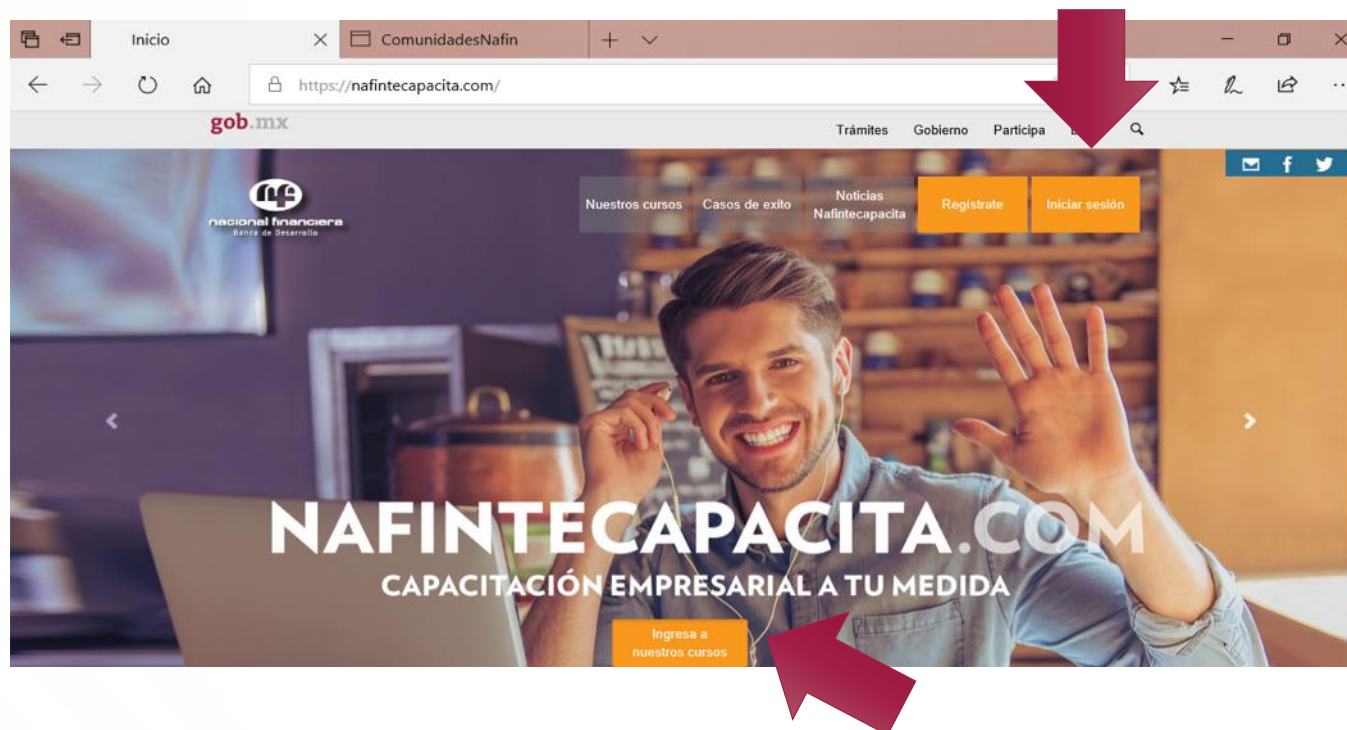 Inicio
ComunidadesNafin
https://nafintecapacita.com/
gob.mx
Trámites Gobierno Participa
nacional financiera
Banca de Desarrollo
Nuestros cursos
Casos de exito
Noticias
Nafintecapacita
Regístrate
Iniciar sesión
NAFINTECAPACITA.COM
CAPACITACIÓN EMPRESARIAL A TU MEDIDA
Ingresa a
nuestros cursos